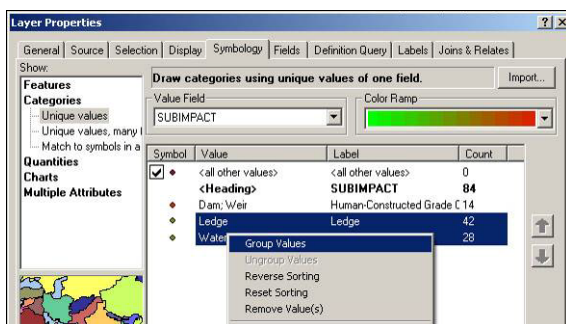 Layer Properties
? x
General Source Selection Display Symbology Fields Definition Query Labels Joins & Relates
Show:
Features
Categories
Unique values
Unique values, many
Match to symbols in a
Quantities
Charts
Multiple Attributes
Draw categories using unique values of one field.
Import...
Value Field
SUBIMPACT
Color Ramp
Symbol Value Label Count
<all other values> <all other values> 0
<Heading> SUBIMPACT 84
Dam; Weir Human-Constructed Grade C 14
Ledge Ledge 42
Water 28
Group Values
Ungroup Values
Reverse Sorting
Reset Sorting
Remove Value(s)